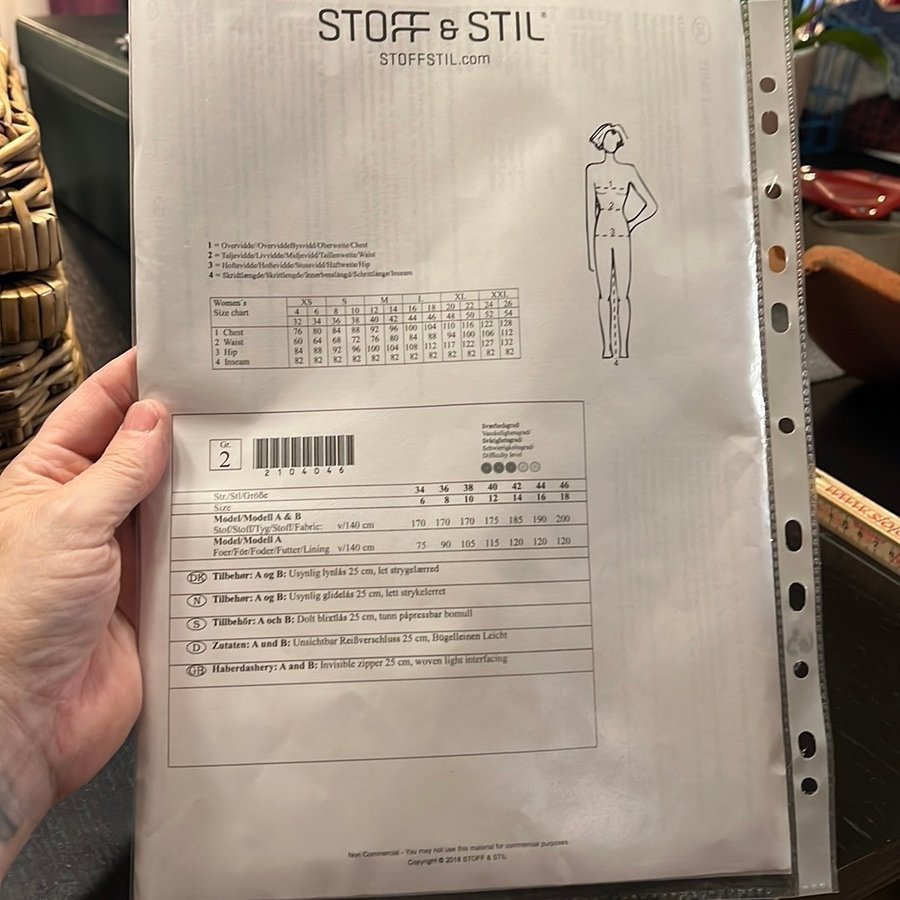 STOFF & STIL®
STOFFSTIL.com
1
2
3
4
1 = Overvidde/Overvidde/Bysvidd/Oberweite/Chest
2 = Taljevidde/Livvidde/Midjevidd/Taillenweite/Waist
3 = Hoftevidde/Hoftevidde/Stussvidd/Hüftweite/Hip
4 = Skridtlængde/Skrittlengde/Innerbenslängd/Schrittlänge/Inseam
Women's XS S M L XL XXL
Size chart 4 6 8 10 12 14 16 18 20 22 24 26
32 34 36 38 40 42 44 46 48 50 52 54
1 Chest 76 80 84 88 92 96 100 104 110 116 122 128
2 Waist 60 64 68 72 76 80 84 88 94 100 106 112
3 Hip 84 88 92 96 100 104 108 112 117 122 127 132
4 Inseam 82 82 82 82 82 82 82 82 82 82 82 82
Gr.
2
2104046
Sværhedsgrad/
Vanskelighetsgrad/
Svårighetsgrad/
Schwierigkeitsgrad/
Difficulty level
Str./Stl/Größe 34 36 38 40 42 44 46
Size 6 8 10 12 14 16 18
Model/Modell A & B
Stof/Stoff/Tyg/Stoff/Fabric: v/140 cm 170 170 170 175 185 190 200
Model/Modell A
Foer/Fôr/Foder/Futter/Lining v/140 cm 75 90 105 115 120 120 120
DK Tilbehør: A og B: Usynlig lynlås 25 cm, let strygelærred
N Tilbehør: A og B: Usynlig glidelås 25 cm, lett strykelerret
S Tillbehör: A och B: Dolt blixtlås 25 cm, tunn påpressbar bomull
D Zutaten: A und B: Unsichtbar Reißverschluss 25 cm, Bügelleinen Leicht
GB Haberdashery: A and B: Invisible zipper 25 cm, woven light interfacing
Non Commercial - You may not use this material for commercial purposes
Copyright © 2018 STOFF & STIL